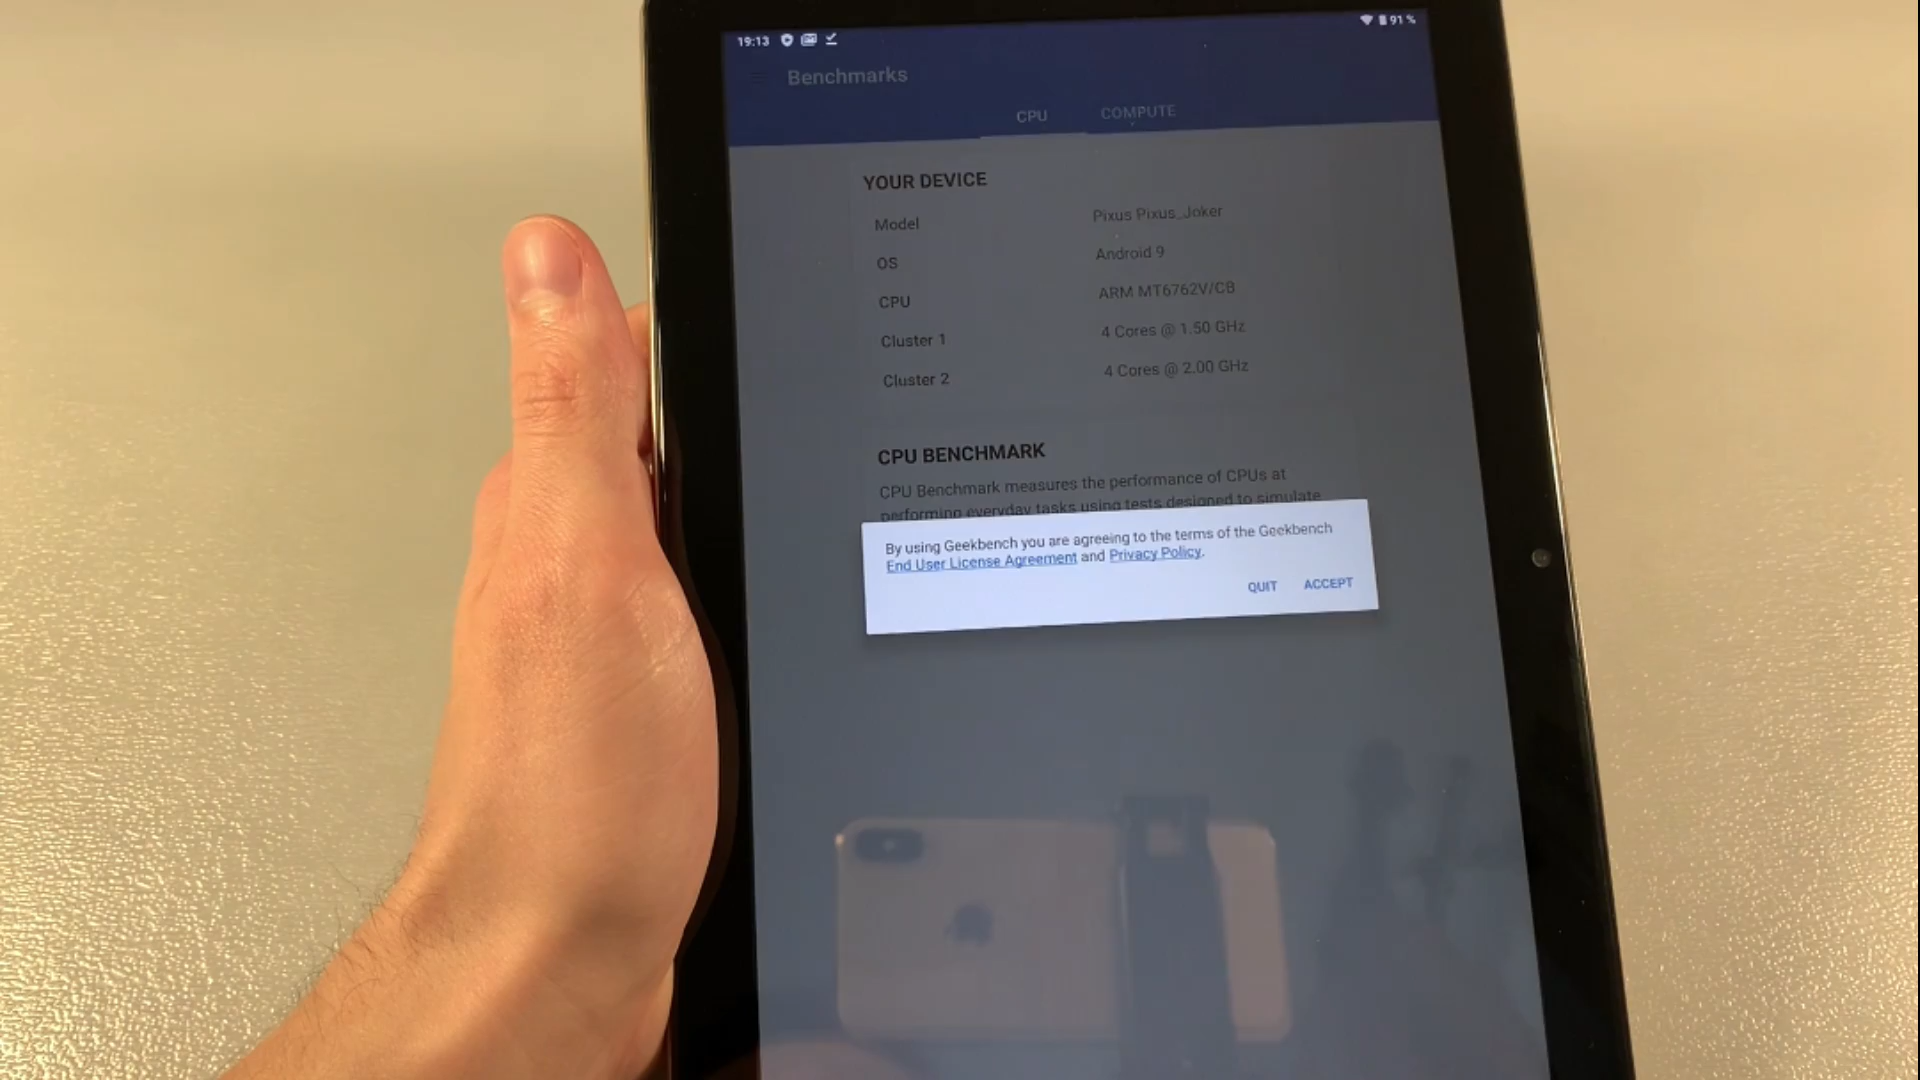 19:13
91 %
Benchmarks
CPU COMPUTE
YOUR DEVICE
Model Pixus Pixus_Joker
OS Android 9
CPU ARM MT6762V/CB
Cluster 1 4 Cores @ 1.50 GHz
Cluster 2 4 Cores @ 2.00 GHz
CPU BENCHMARK
CPU Benchmark measures the performance of CPUs at
performing everyday tasks using tests designed to simulate
By using Geekbench you are agreeing to the terms of the Geekbench
End User License Agreement and Privacy Policy.
QUIT ACCEPT